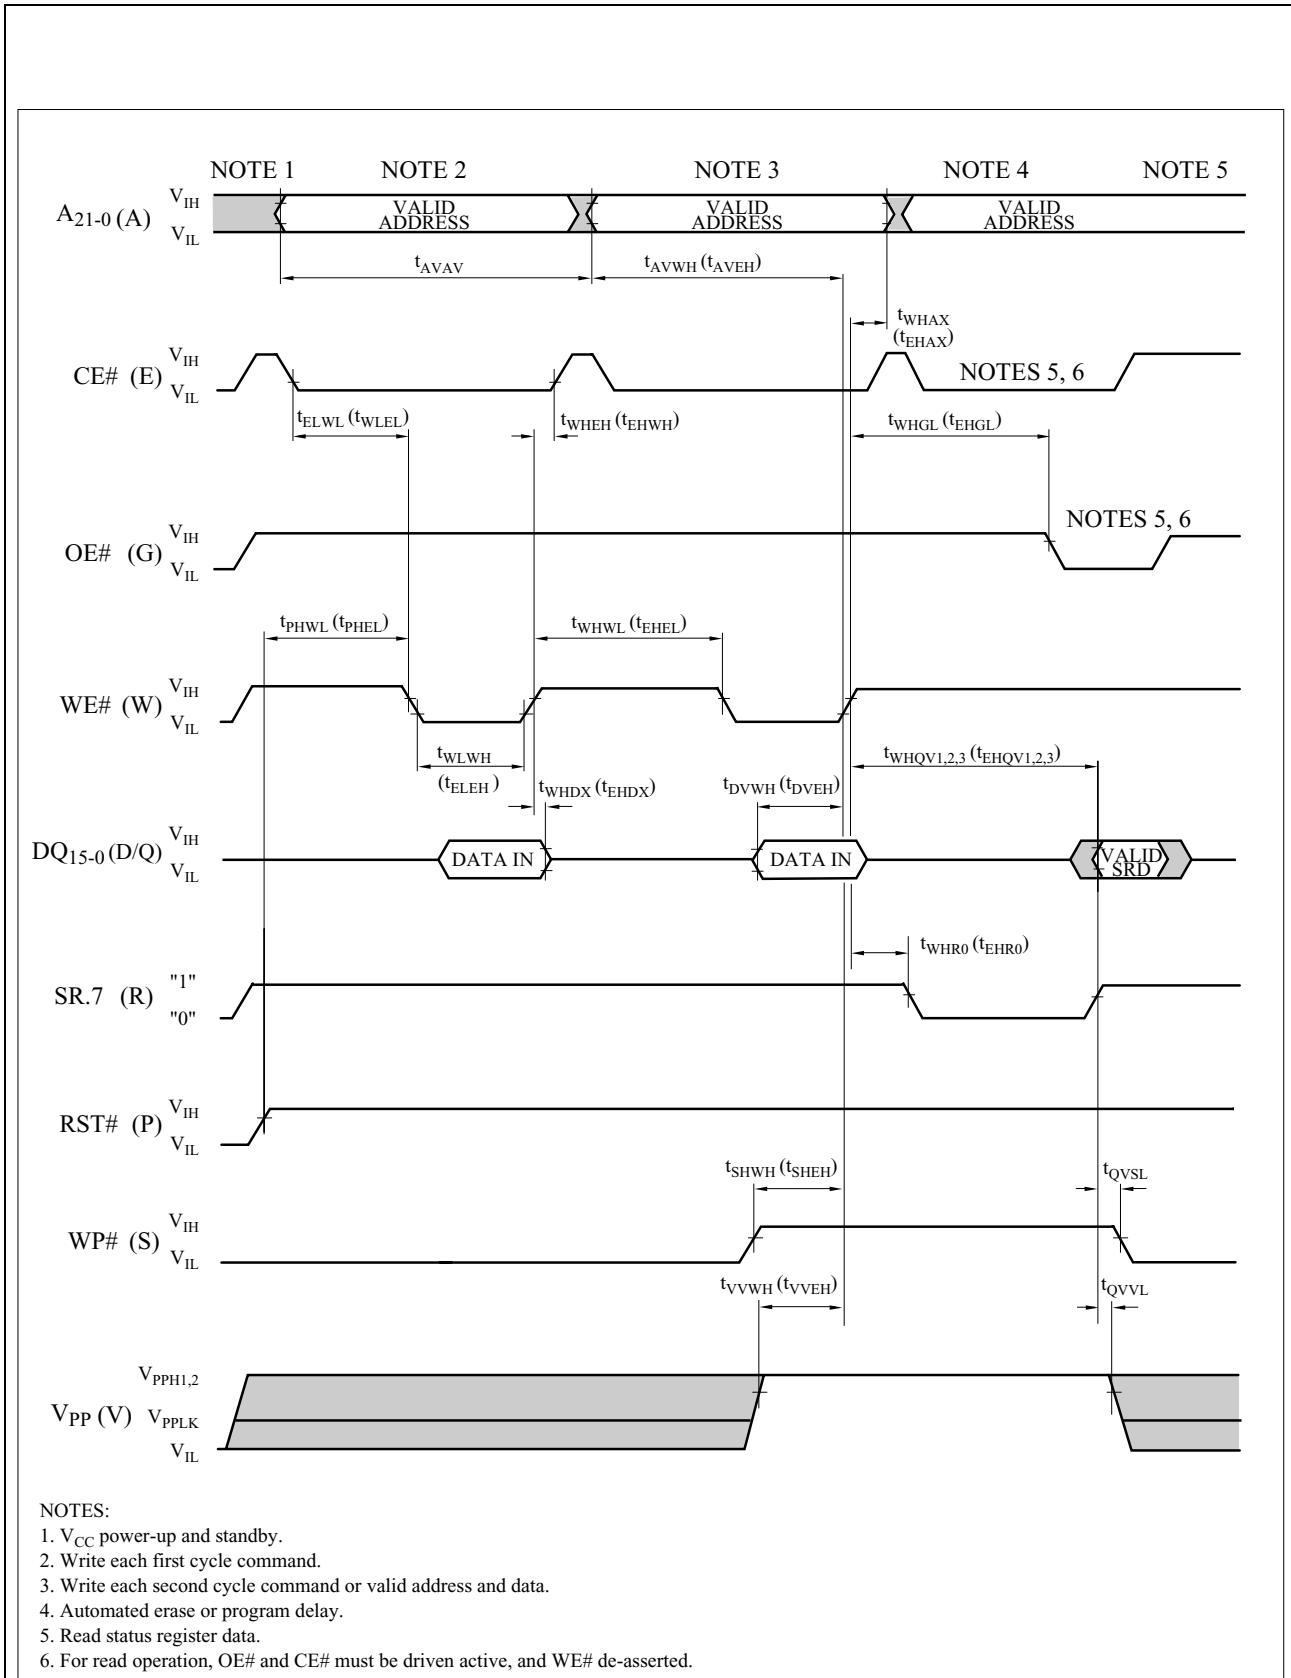 NOTE 1 NOTE 2 NOTE 3 NOTE 4 NOTE 5
A21-0 (A) VIH VIL
VALID ADDRESS VALID ADDRESS VALID ADDRESS
tAVAV tAVWH (tAVEH)
tWHAX
(tEHAX)
CE# (E) VIH VIL
NOTES 5, 6
tELWL (tWLEL) tWHEH (tEHWH) tWHGL (tEHGL)
OE# (G) VIH VIL
NOTES 5, 6
tPHWL (tPHEL) tWHWL (tEHEL)
WE# (W) VIH VIL
tWLWH
(tELEH)
tWHDX (tEHDX) tDVWH (tDVEH) tWHQV1,2,3 (tEHQV1,2,3)
DQ15-0 (D/Q) VIH VIL
DATA IN DATA IN VALID SRD
tWHR0 (tEHR0)
SR.7 (R) "1" "0"
RST# (P) VIH VIL
tSHWH (tSHEH) tQVSL
WP# (S) VIH VIL
tVVWH (tVVEH) tQVVL
VPP (V) VPPH1,2 VPPLK VIL
NOTES:
1. VCC power-up and standby.
2. Write each first cycle command.
3. Write each second cycle command or valid address and data.
4. Automated erase or program delay.
5. Read status register data.
6. For read operation, OE# and CE# must be driven active, and WE# de-asserted.